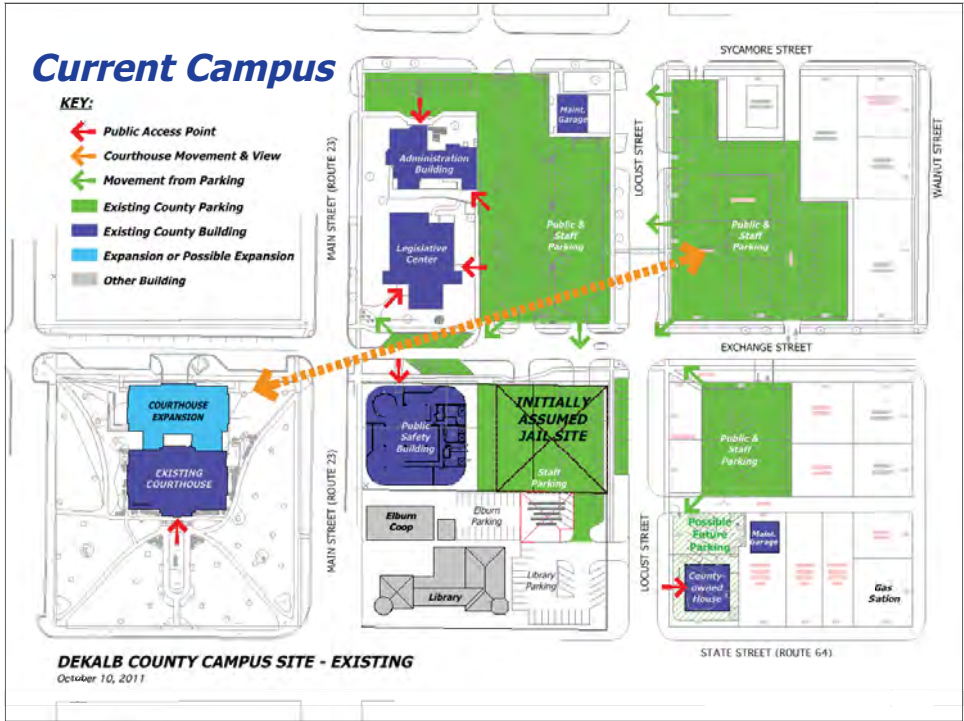 Current Campus
KEY:
Public Access Point
Courthouse Movement & View
Movement from Parking
Existing County Parking
Existing County Building
Expansion or Possible Expansion
Other Building
SYCAMORE STREET
MAIN STREET (ROUTE 23)
LOCUST STREET
WALNUT STREET
Maint.
Garage
Administration
Building
Legislative
Center
Public &
Staff
Parking
Public &
Staff
Parking
EXCHANGE STREET
COURTHOUSE
EXPANSION
EXISTING
COURTHOUSE
MAIN STREET (ROUTE 23)
Public
Safety
Building
INITIALLY
ASSUMED
JAIL SITE
Staff
Parking
Elburn
Coop
Elburn
Parking
Library
Library
Parking
LOCUST STREET
Public &
Staff
Parking
Possible
Future
Parking
Maint.
Garage
County-
owned
House
Gas
Sation
STATE STREET (ROUTE 64)
DEKALB COUNTY CAMPUS SITE - EXISTING
October 10, 2011